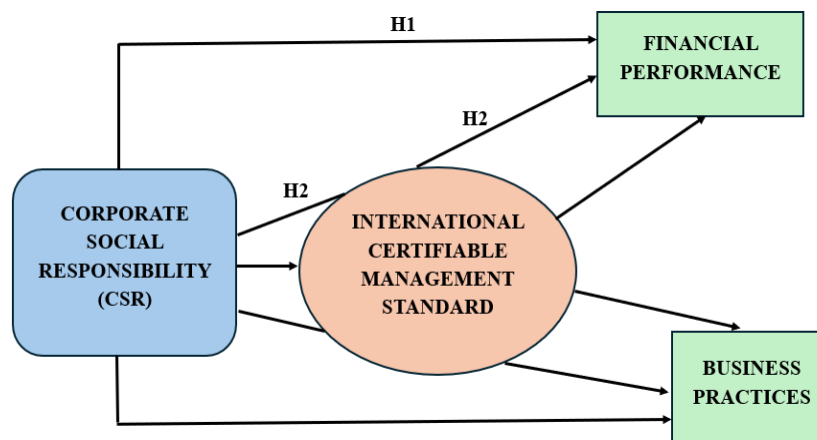 H1
FINANCIAL
PERFORMANCE
H2
H2
CORPORATE
SOCIAL
RESPONSIBILITY
(CSR)
INTERNATIONAL
CERTIFIABLE
MANAGEMENT
STANDARD
BUSINESS
PRACTICES